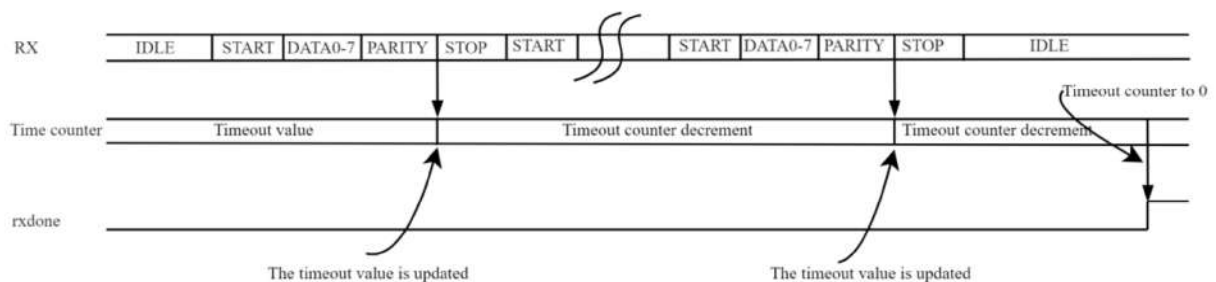 RX IDLE START DATA0-7 PARITY STOP START START DATA0-7 PARITY STOP IDLE
Timeout counter to 0
Time counter Timeout value Timeout counter decrement Timeout counter decrement
rxdone
The timeout value is updated The timeout value is updated